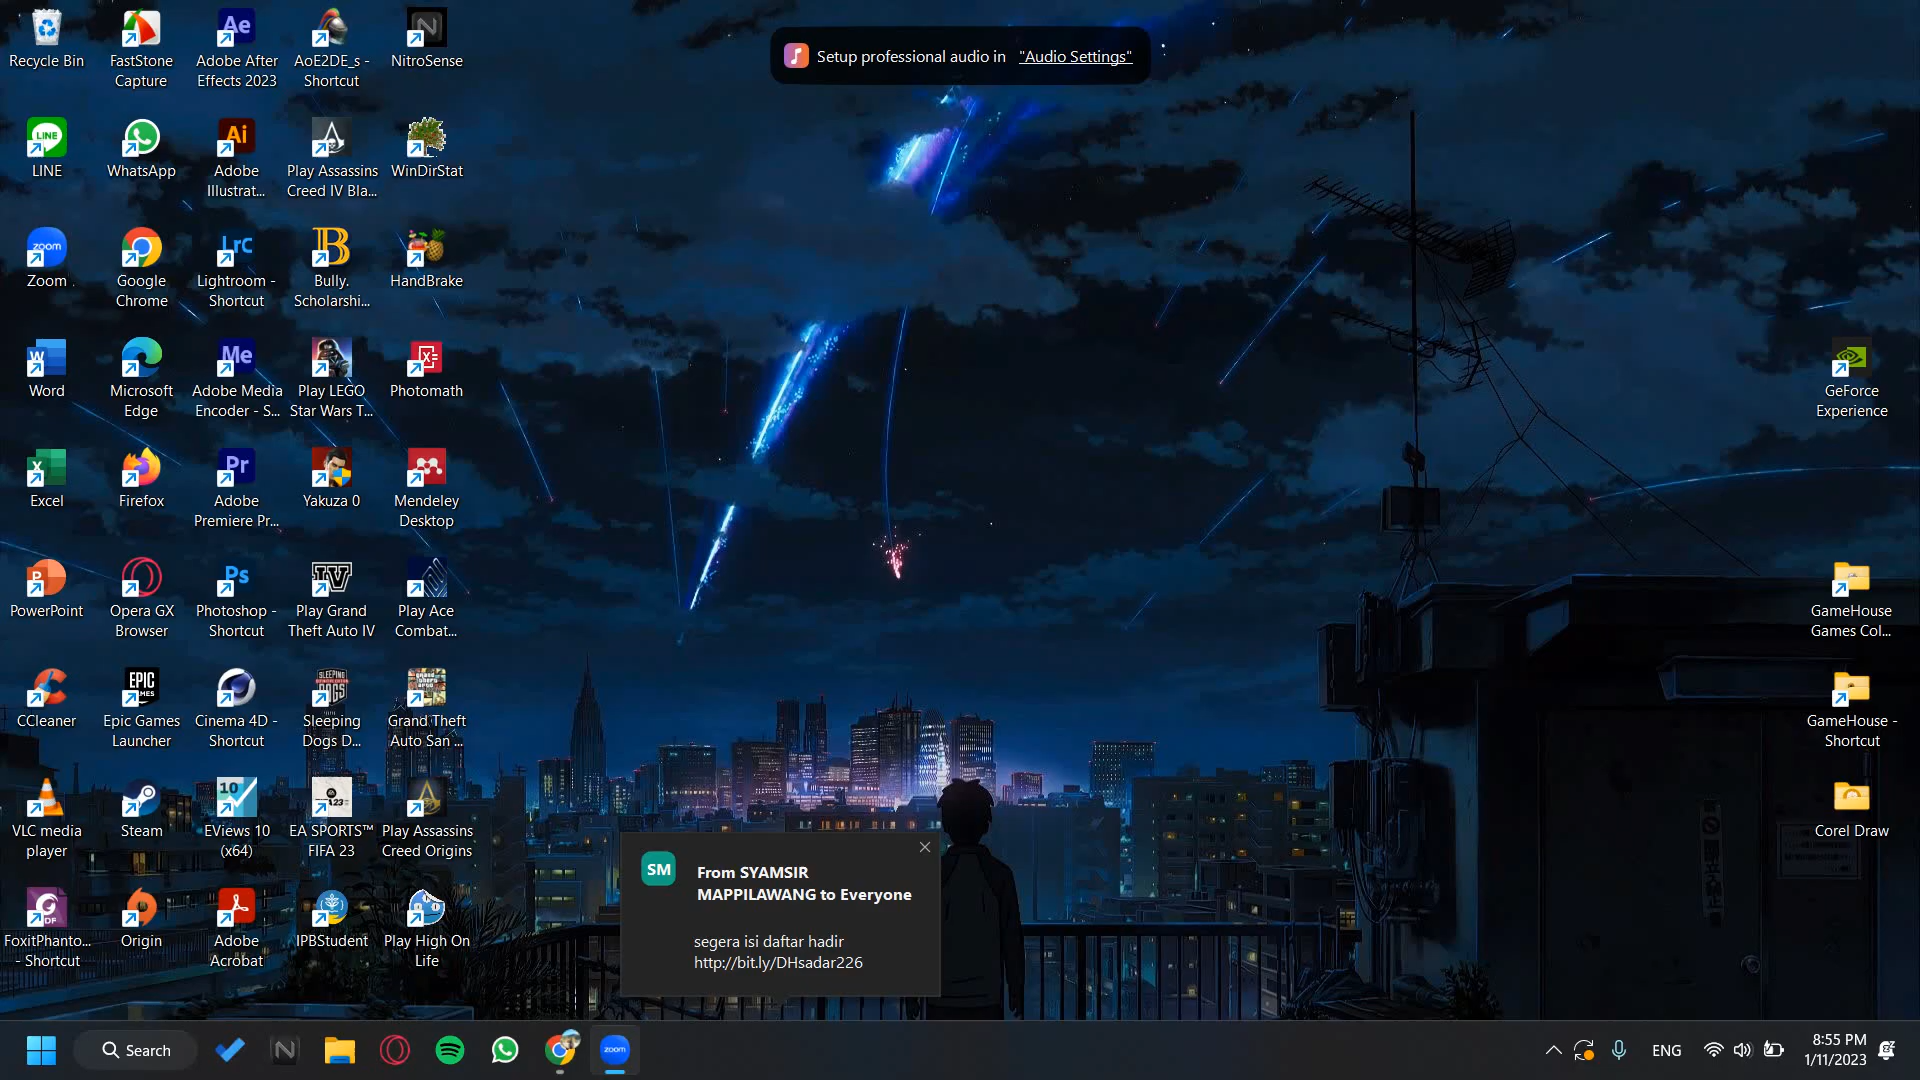 Setup professional audio in "Audio Settings"
Recycle Bin
FastStone
Capture
Adobe After
Effects 2023
AoE2DE_s -
Shortcut
NitroSense
LINE
WhatsApp
Adobe
Illustrat...
Play Assassins
Creed IV Bla...
WinDirStat
Zoom
Google
Chrome
Lightroom -
Shortcut
Bully.
Scholarshi...
HandBrake
Word
Microsoft
Edge
Adobe Media
Encoder - S...
Play LEGO
Star Wars T...
Photomath
Excel
Firefox
Adobe
Premiere Pr...
Yakuza 0
Mendeley
Desktop
PowerPoint
Opera GX
Browser
Photoshop -
Shortcut
Play Grand
Theft Auto IV
Play Ace
Combat...
CCleaner
Epic Games
Launcher
Cinema 4D -
Shortcut
Sleeping
Dogs D...
Grand Theft
Auto San ...
VLC media
player
Steam
EViews 10
(x64)
EA SPORTS™
FIFA 23
Play Assassins
Creed Origins
FoxitPhanto...
- Shortcut
Origin
Adobe
Acrobat
IPBStudent
Play High On
Life
GeForce
Experience
GameHouse
Games Col...
GameHouse -
Shortcut
Corel Draw
SM
From SYAMSIR
MAPPILAWANG to Everyone
segera isi daftar hadir
http://bit.ly/DHsadar226
Search
zoom
ENG
8:55 PM
1/11/2023